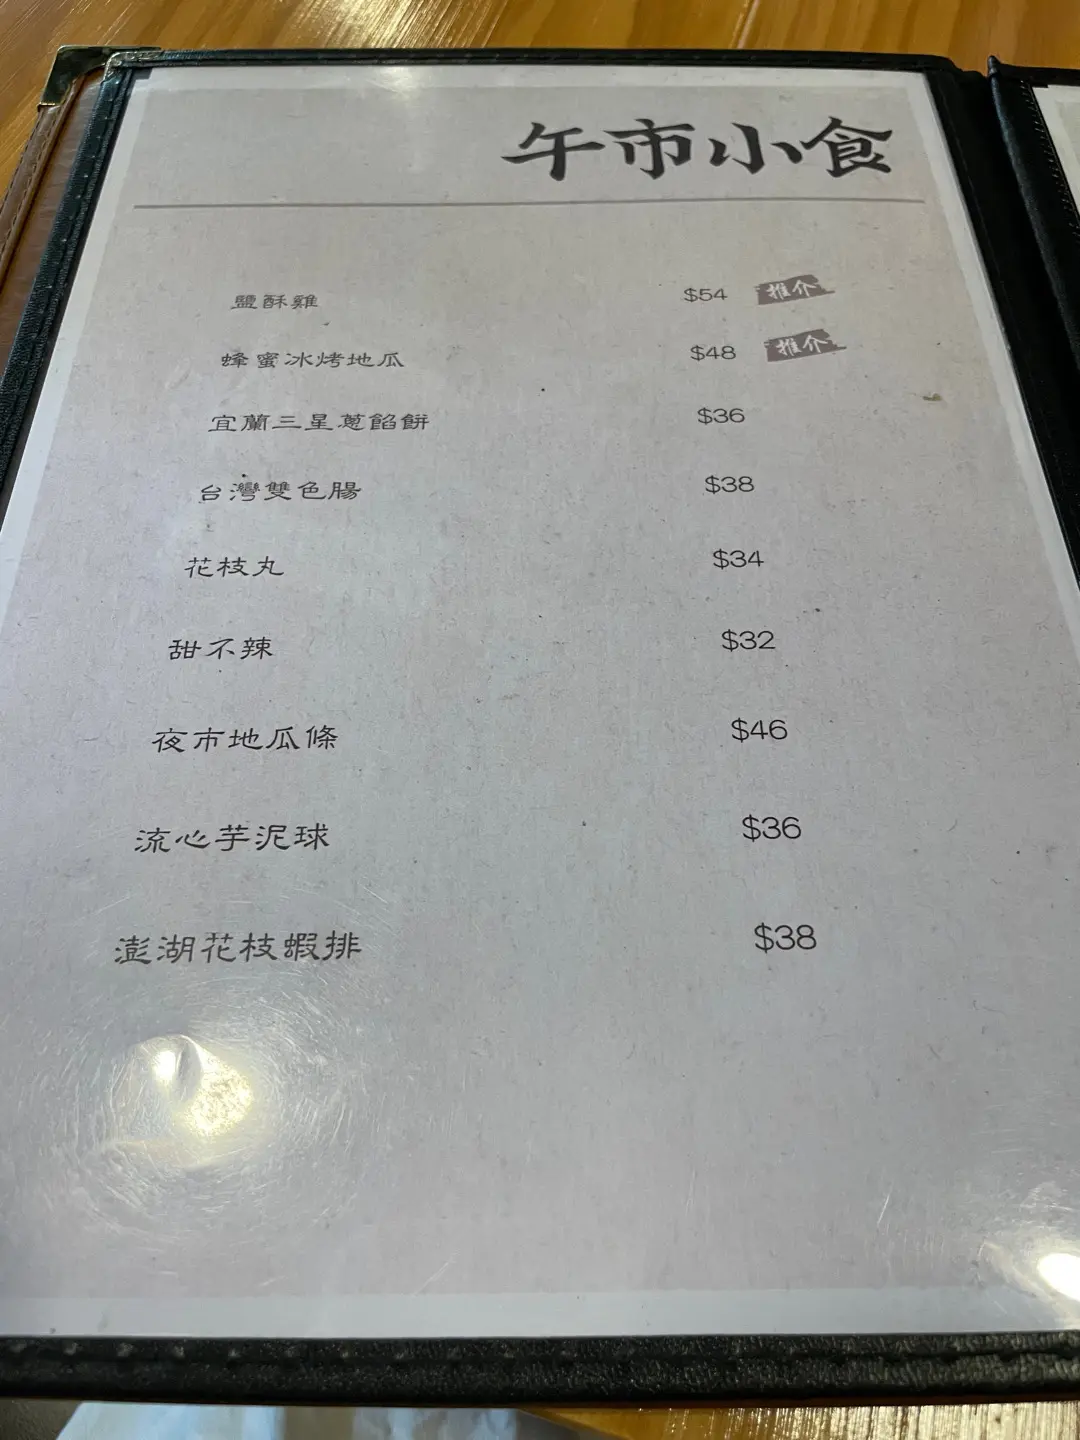 午市小食
鹽酥雞 $54 推介
蜂蜜冰烤地瓜 $48 推介
宜蘭三星蔥餡餅 $36
台灣雙色腸 $38
花枝丸 $34
甜不辣 $32
夜市地瓜條 $46
流心芋泥球 $36
澎湖花枝蝦排 $38